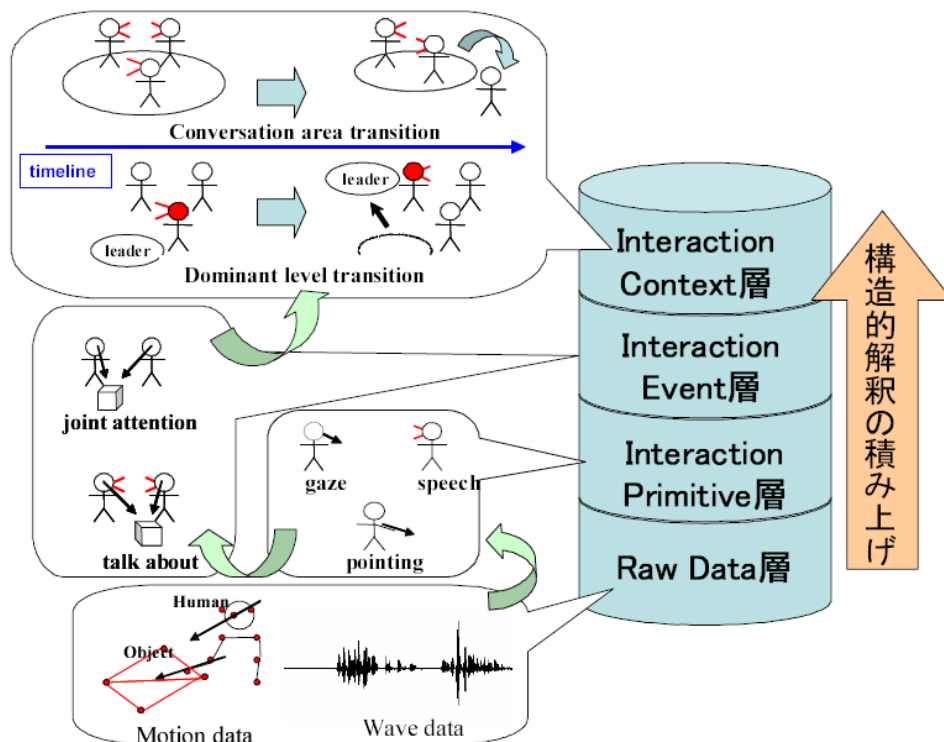 Conversation area transition
timeline
leader
leader
Dominant level transition
joint attention
talk about
gaze
speech
pointing
Human
Object
Motion data
Wave data
Interaction
Context層
Interaction
Event層
Interaction
Primitive層
Raw Data層
構造的解釈の積み上げ